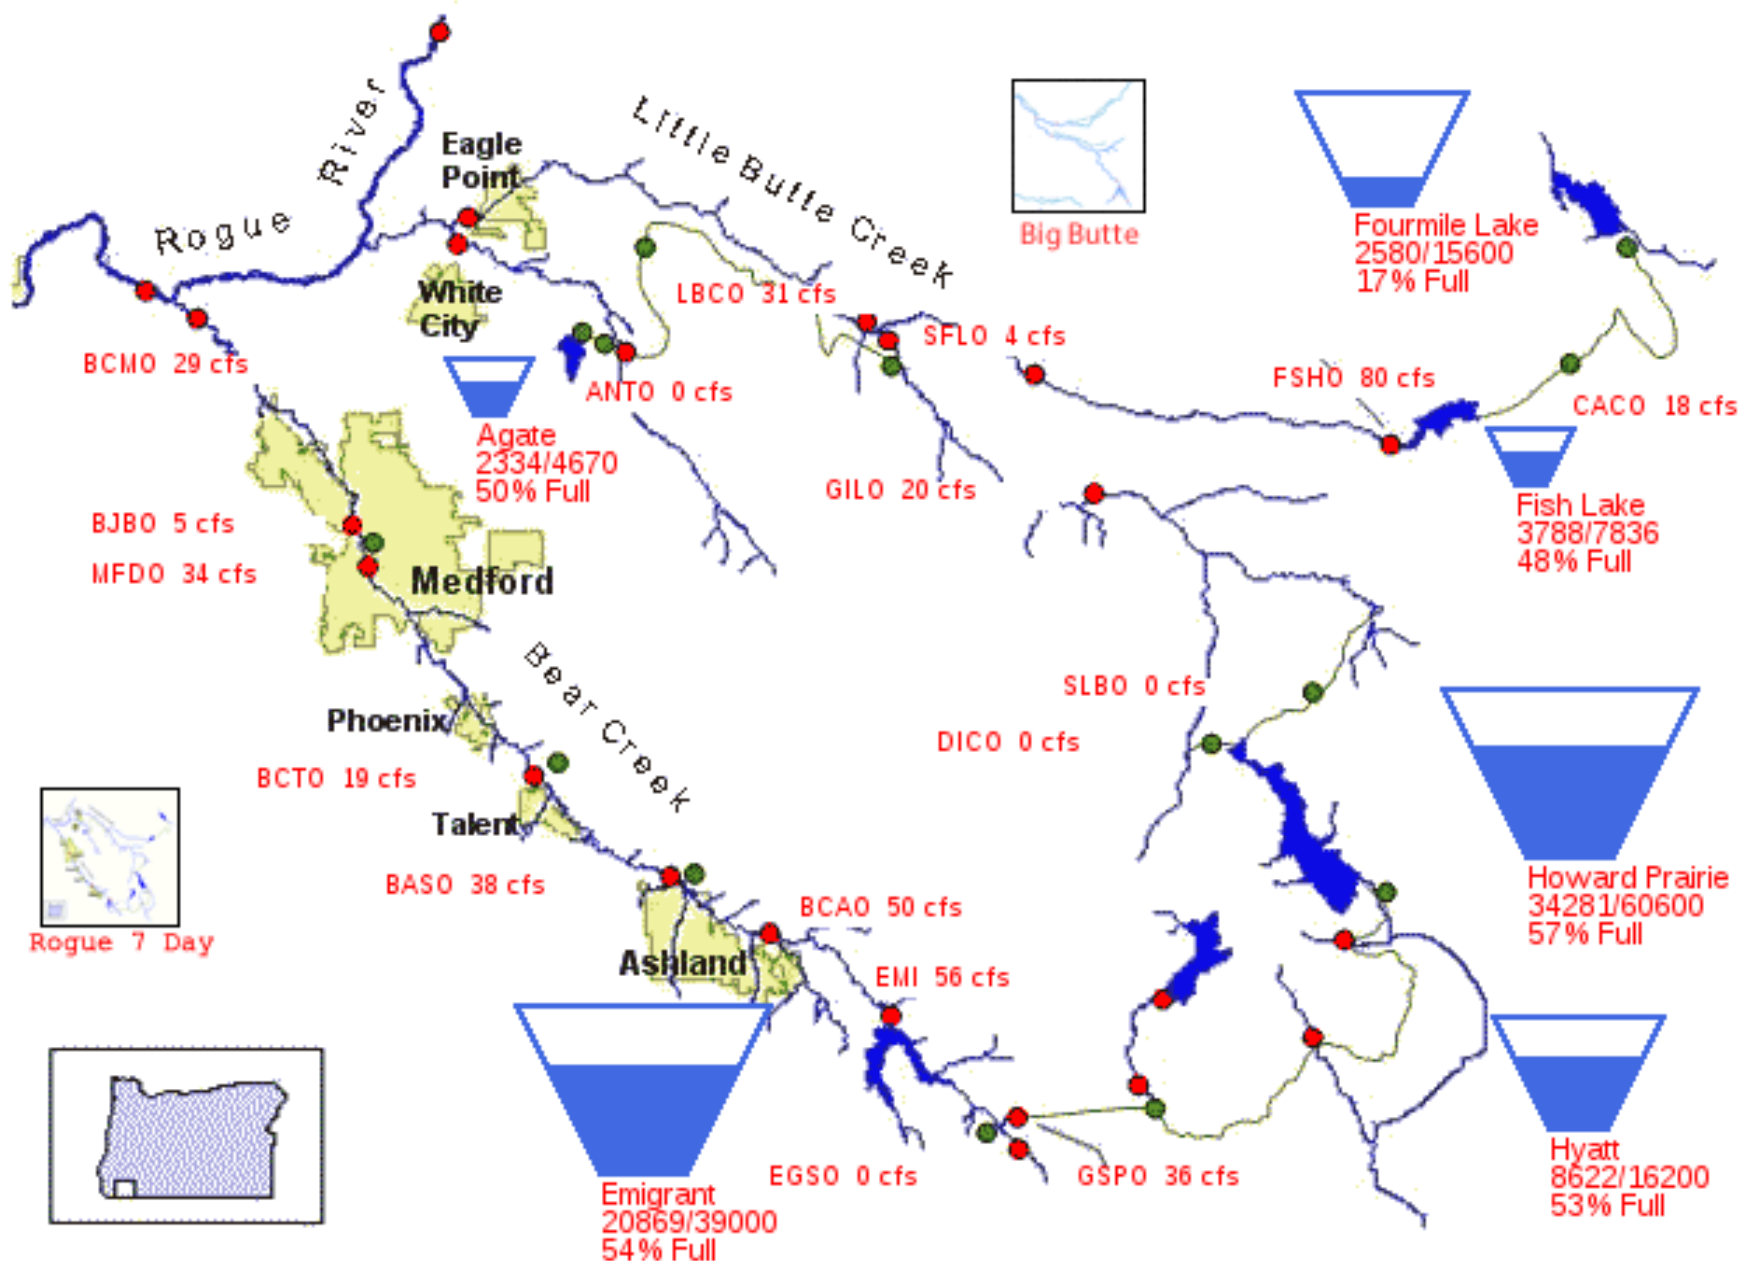 Rogue
River
Eagle
Point
Little Butte Creek
Big Butte
Fourmile Lake
2580/15600
17% Full
White
City
LBCO 31 cfs
SFLO 4 cfs
BCMO 29 cfs
ANTO 0 cfs
FSHO 80 cfs
CACO 18 cfs
Agate
2334/4670
50% Full
GILO 20 cfs
Fish Lake
3788/7836
48% Full
BJBO 5 cfs
MFDO 34 cfs
Medford
Bear Creek
SLBO 0 cfs
DICO 0 cfs
Phoenix
BCTO 19 cfs
Talent
Howard Prairie
34281/60600
57% Full
BASO 38 cfs
BCAO 50 cfs
Rogue 7 Day
Ashland
EMI 56 cfs
EGSO 0 cfs
GSPO 36 cfs
Hyatt
8622/16200
53% Full
Emigrant
20869/39000
54% Full